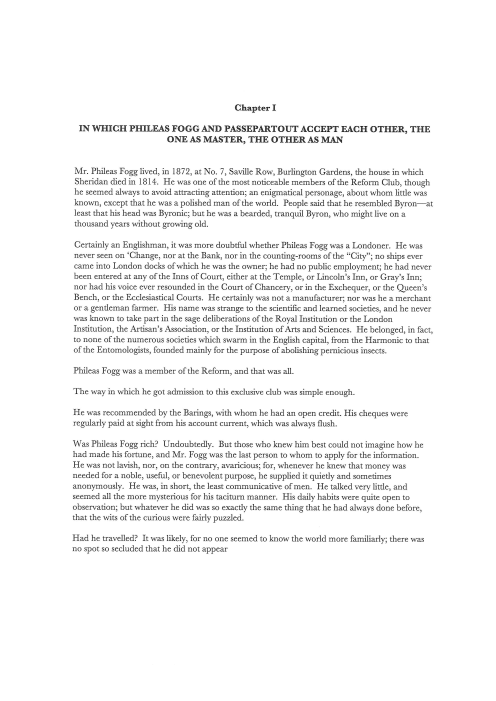 Chapter I
IN WHICH PHILEAS FOGG AND PASSEPARTOUT ACCEPT EACH OTHER, THE
ONE AS MASTER, THE OTHER AS MAN
Mr. Phileas Fogg lived, in 1872, at No. 7, Saville Row, Burlington Gardens, the house in which
Sheridan died in 1814.  He was one of the most noticeable members of the Reform Club, though
he seemed always to avoid attracting attention; an enigmatical personage, about whom little was
known, except that he was a polished man of the world.  People said that he resembled Byron—at
least that his head was Byronic; but he was a bearded, tranquil Byron, who might live on a
thousand years without growing old.
Certainly an Englishman, it was more doubtful whether Phileas Fogg was a Londoner.  He was
never seen on 'Change, nor at the Bank, nor in the counting-rooms of the “City”; no ships ever
came into London docks of which he was the owner; he had no public employment; he had never
been entered at any of the Inns of Court, either at the Temple, or Lincoln's Inn, or Gray's Inn;
nor had his voice ever resounded in the Court of Chancery, or in the Exchequer, or the Queen's
Bench, or the Ecclesiastical Courts.  He certainly was not a manufacturer; nor was he a merchant
or a gentleman farmer.  His name was strange to the scientific and learned societies, and he never
was known to take part in the sage deliberations of the Royal Institution or the London
Institution, the Artisan's Association, or the Institution of Arts and Sciences.  He belonged, in fact,
to none of the numerous societies which swarm in the English capital, from the Harmonic to that
of the Entomologists, founded mainly for the purpose of abolishing pernicious insects.
Phileas Fogg was a member of the Reform, and that was all.
The way in which he got admission to this exclusive club was simple enough.
He was recommended by the Barings, with whom he had an open credit. His cheques were
regularly paid at sight from his account current, which was always flush.
Was Phileas Fogg rich?  Undoubtedly.  But those who knew him best could not imagine how he
had made his fortune, and Mr. Fogg was the last person to whom to apply for the information.
He was not lavish, nor, on the contrary, avaricious; for, whenever he knew that money was
needed for a noble, useful, or benevolent purpose, he supplied it quietly and sometimes
anonymously.  He was, in short, the least communicative of men.  He talked very little, and
seemed all the more mysterious for his taciturn manner.  His daily habits were quite open to
observation; but whatever he did was so exactly the same thing that he had always done before,
that the wits of the curious were fairly puzzled.
Had he travelled?  It was likely, for no one seemed to know the world more familiarly; there was
no spot so secluded that he did not appear